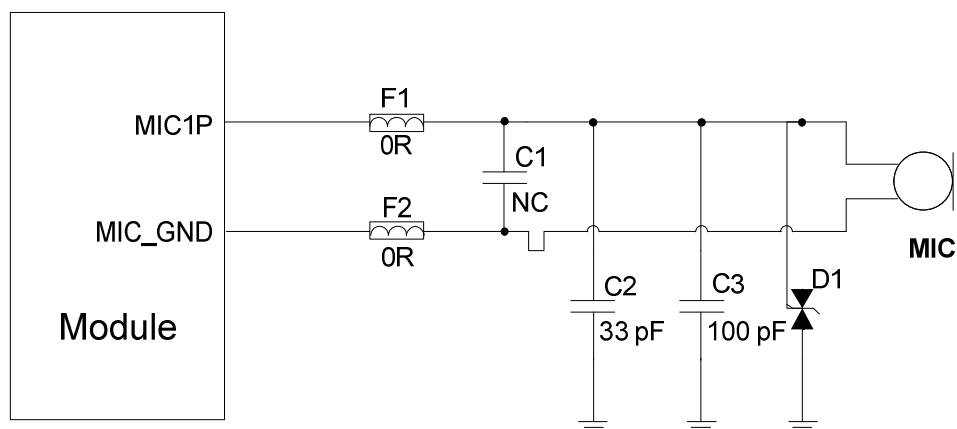 F1
MIC1P
0R
C1
NC
F2
MIC_GND
0R
MIC
C2
C3
D1
33 pF
100 pF
Module